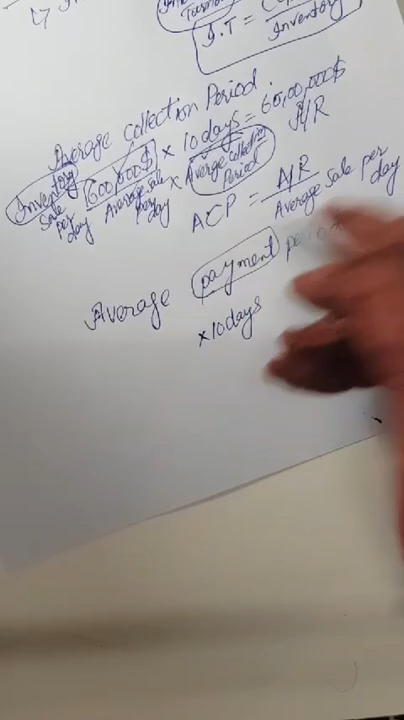 I.T =
Inventory
Average Collection Period.
600,000$ × 10 days = 60,00,000$
A/R
Inventory
Sale per day
Average sale per day × Average collection Period
ACP = A/R
Average Sale per day
Average payment
×10 days